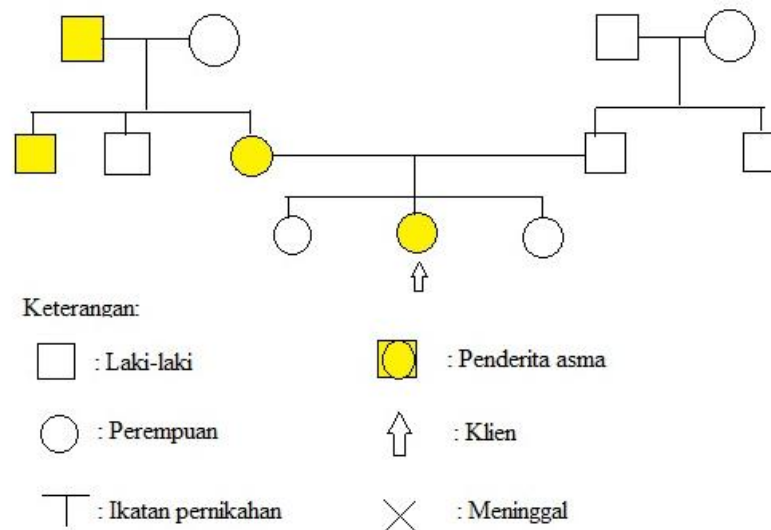 Keterangan:
: Laki-laki
: Penderita asma
: Perempuan
: Klien
: Ikatan pernikahan
: Meninggal